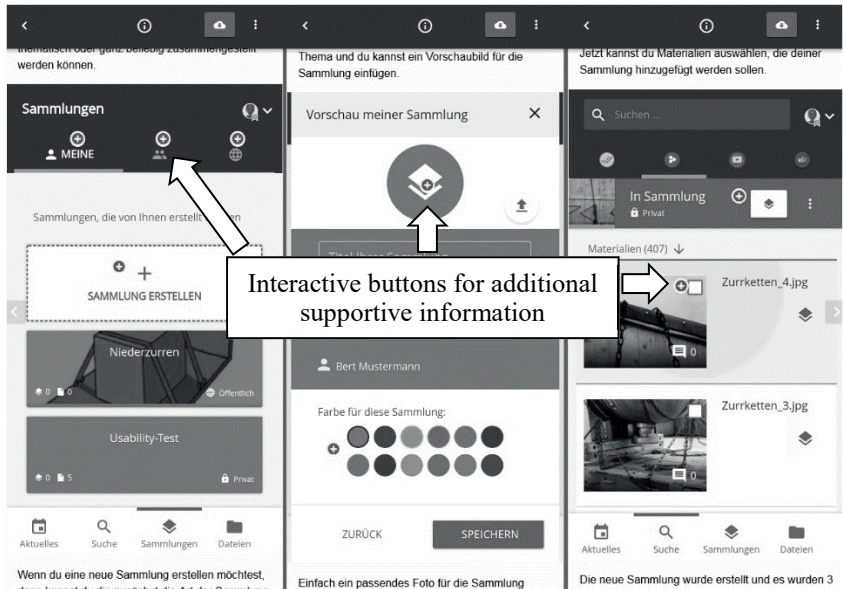 thematisch oder ganz beliebig zusammengestellt
werden können.
Sammlungen
MEINE
Sammlungen, die von Ihnen erstellt
SAMMLUNG ERSTELLEN
Niederzurren
0 0
Öffentlich
Usability-Test
0 5
Privat
Aktuelles Suche Sammlungen Dateien
Wenn du eine neue Sammlung erstellen möchtest,
Thema und du kannst ein Vorschaubild für die
Sammlung einfügen.
Vorschau meiner Sammlung
Interactive buttons for additional
supportive information
Bert Mustermann
Farbe für diese Sammlung:
ZURÜCK SPEICHERN
Einfach ein passendes Foto für die Sammlung
Jetzt kannst du Materialien auswählen, die deiner
Sammlung hinzugefügt werden sollen.
Suchen ...
In Sammlung
Privat
Materialien (407)
Zurrketten_4.jpg
0
Zurrketten_3.jpg
0
Aktuelles Suche Sammlungen Dateien
Die neue Sammlung wurde erstellt und es wurden 3